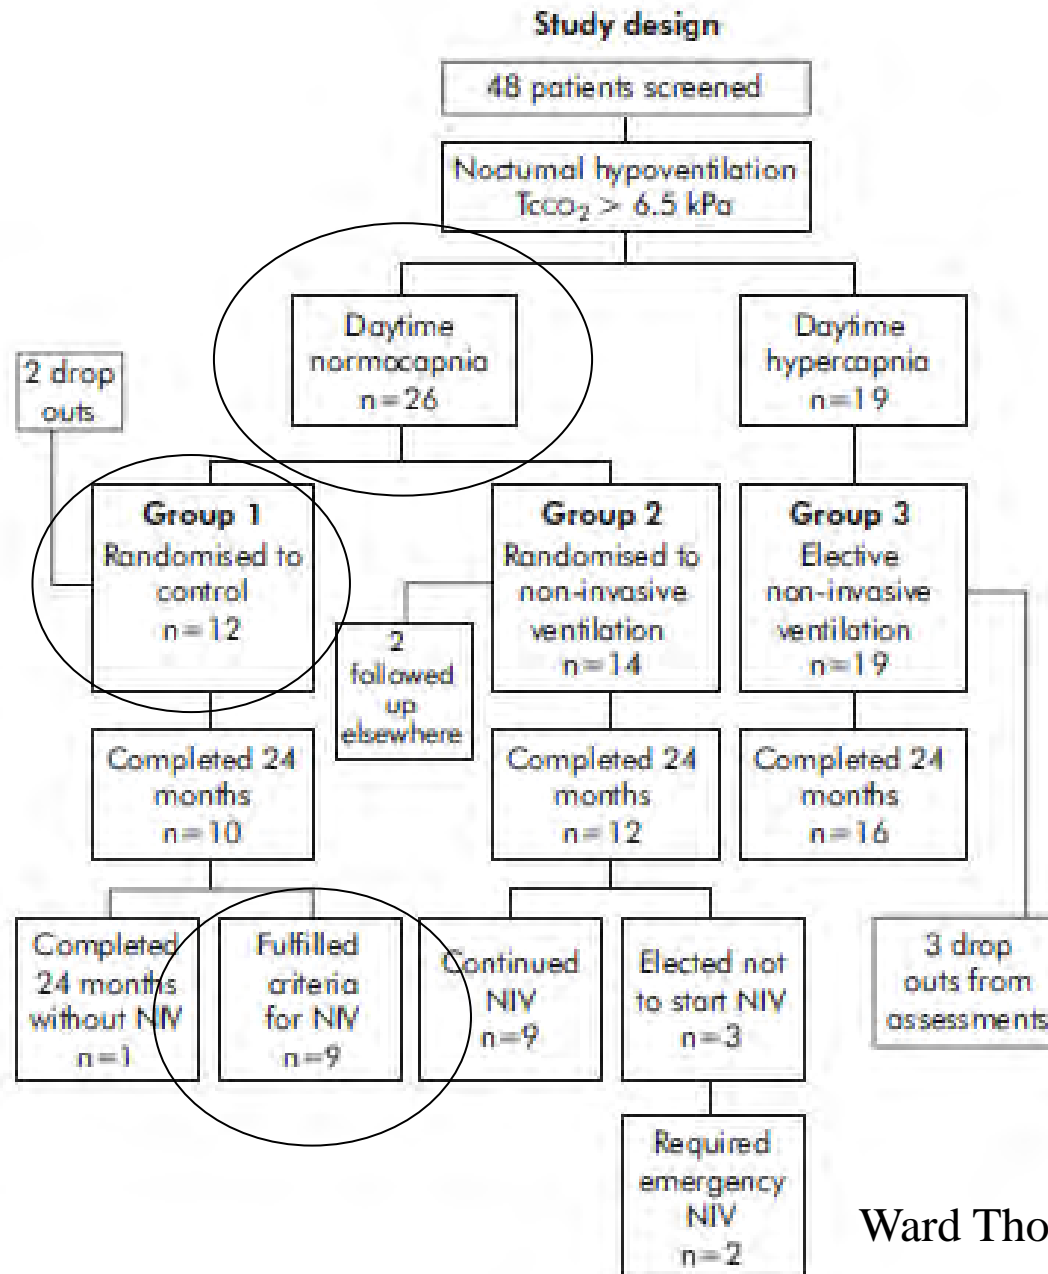 Study design
48 patients screened
Nocturnal hypoventilation
TcCO₂ > 6.5 kPa
Daytime
normocapnia
n=26
Daytime
hypercapnia
n=19
2 drop
outs
Group 1
Randomised to
control
n=12
2
followed
up
elsewhere
Group 2
Randomised to
non-invasive
ventilation
n=14
Group 3
Elective
non-invasive
ventilation
n=19
Completed 24
months
n=10
Completed 24
months
n=12
Completed 24
months
n=16
Completed
24 months
without NIV
n=1
Fulfilled
criteria
for NIV
n=9
Continued
NIV
n=9
Elected not
to start NIV
n=3
3 drop
outs from
assessments
Required
emergency
NIV
n=2
Ward Tho